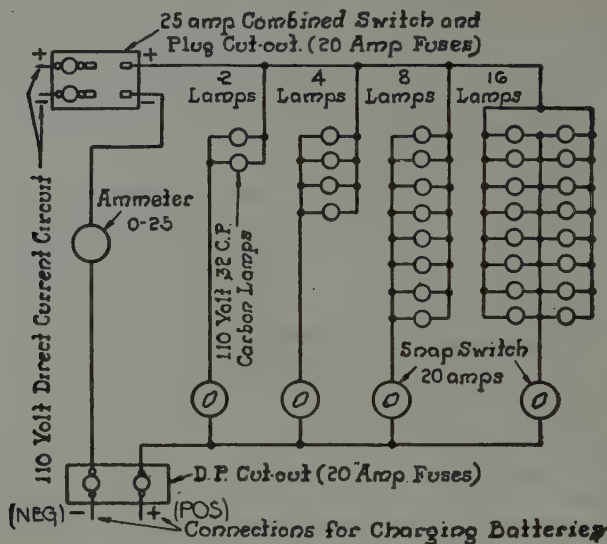 25 amp Combined Switch and
Plug Cut-out. (20 Amp Fuses)
+ +
- -
2
Lamps
4
Lamps
8
Lamps
16
Lamps
Ammeter
0-25
110 Volt 32 C.P.
Carbon Lamps
110 Volt Direct Current Circuit
Snap Switch
20 amps
D.P. Cut-out (20 Amp Fuses)
(NEG) - + (POS)
Connections for Charging Batteries